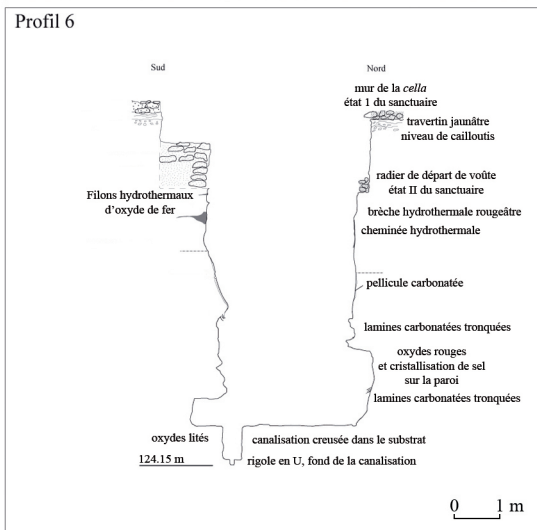 Profil 6
Sud
Nord
mur de la cella
état 1 du sanctuaire
travertin jaunâtre
niveau de cailloutis
radier de départ de voûte
état II du sanctuaire
Filons hydrothermaux
d'oxyde de fer
brèche hydrothermale rougeâtre
cheminée hydrothermale
pellicule carbonatée
lamines carbonatées tronquées
oxydes rouges
et cristallisation de sel
sur la paroi
lamines carbonatées tronquées
oxydes lités
canalisation creusée dans le substrat
124.15 m
rigole en U, fond de la canalisation
0 1 m